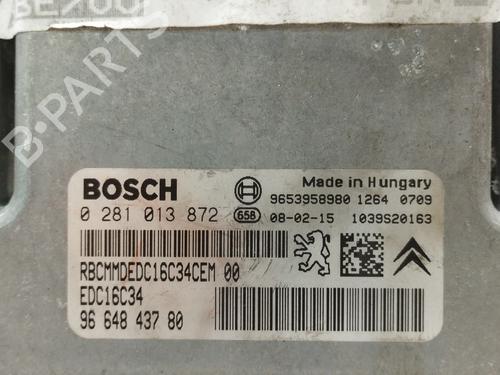 B-PARTS
BOSCH
Made in Hungary
9653958980 1264 0709
0 281 013 872 658 08-02-15 1039S20163
RBCMMDEDC16C34CEM 00
EDC16C34
96 648 437 80